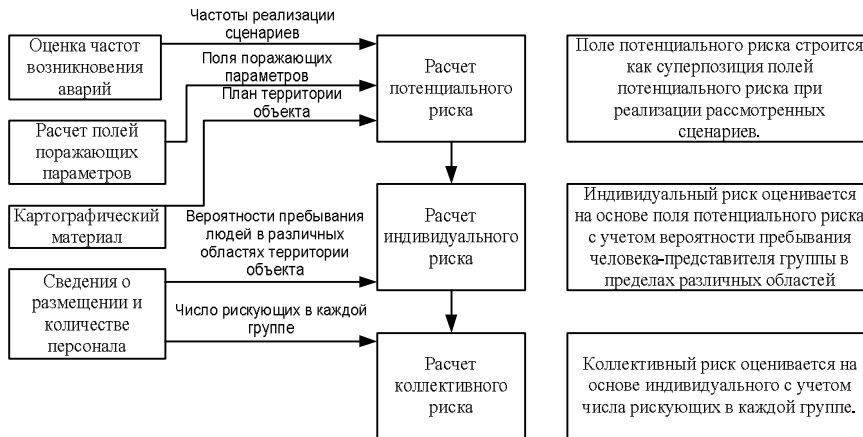 Частоты реализации
сценариев
Оценка частот
возникновения
аварий
Поля поражающих
параметров
План территории
объекта
Расчет
потенциального
риска
Поле потенциального риска строится
как суперпозиция полей
потенциального риска при
реализации рассмотренных
сценариев.
Расчет полей
поражающих
параметров
Картографический
материал
Вероятности пребывания
людей в различных
областях территории
объекта
Расчет
индивидуального
риска
Индивидуальный риск оценивается
на основе поля потенциального риска
с учетом вероятности пребывания
человека-представителя группы в
пределах различных областей
Сведения о
размещении и
количестве
персонала
Число рискующих в каждой
группе
Расчет
коллективного
риска
Коллективный риск оценивается на
основе индивидуального с учетом
числа рискующих в каждой группе.